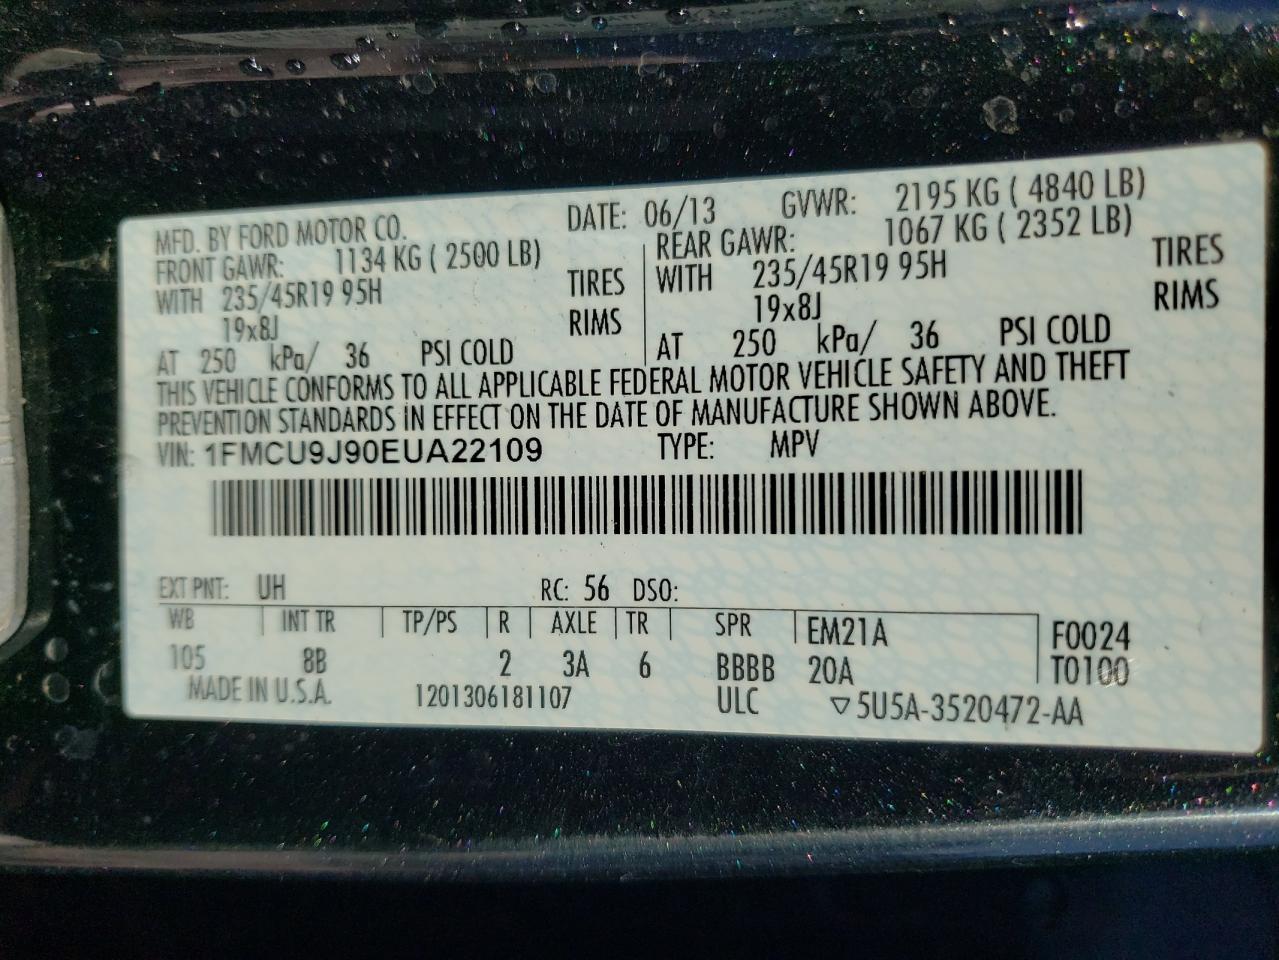 MFD. BY FORD MOTOR CO. DATE: 06/13 GVWR: 2195 KG ( 4840 LB)
FRONT GAWR: 1134 KG ( 2500 LB) REAR GAWR: 1067 KG ( 2352 LB)
WITH 235/45R19 95H TIRES WITH 235/45R19 95H TIRES
19x8J RIMS 19x8J RIMS
AT 250 kPa/ 36 PSI COLD AT 250 kPa/ 36 PSI COLD
THIS VEHICLE CONFORMS TO ALL APPLICABLE FEDERAL MOTOR VEHICLE SAFETY AND THEFT
PREVENTION STANDARDS IN EFFECT ON THE DATE OF MANUFACTURE SHOWN ABOVE.
VIN: 1FMCU9J90EUA22109 TYPE: MPV
EXT PNT: UH RC: 56 DSO:
WB INT TR TP/PS R AXLE TR SPR EM21A F0024
105 8B 2 3A 6 BBBB 20A T0100
MADE IN U.S.A. 1201306181107 ULC ▽5U5A-3520472-AA